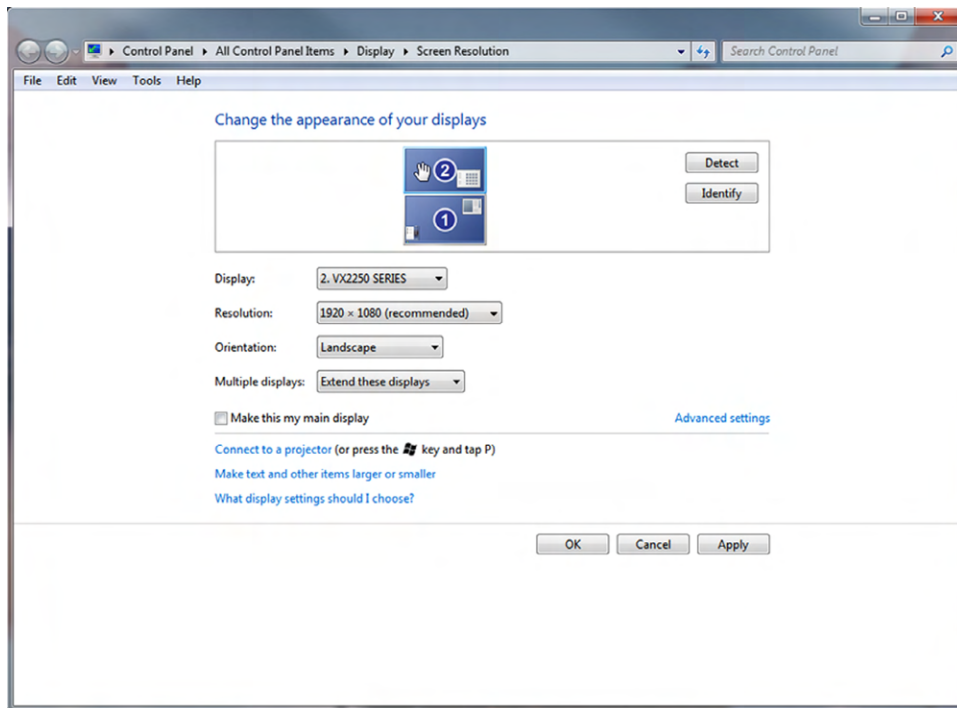 Control Panel All Control Panel Items Display Screen Resolution Search Control Panel
File Edit View Tools Help
Change the appearance of your displays
2
1
Detect
Identify
Display: 2. VX2250 SERIES
Resolution: 1920 × 1080 (recommended)
Orientation: Landscape
Multiple displays: Extend these displays
Make this my main display Advanced settings
Connect to a projector (or press the key and tap P)
Make text and other items larger or smaller
What display settings should I choose?
OK Cancel Apply